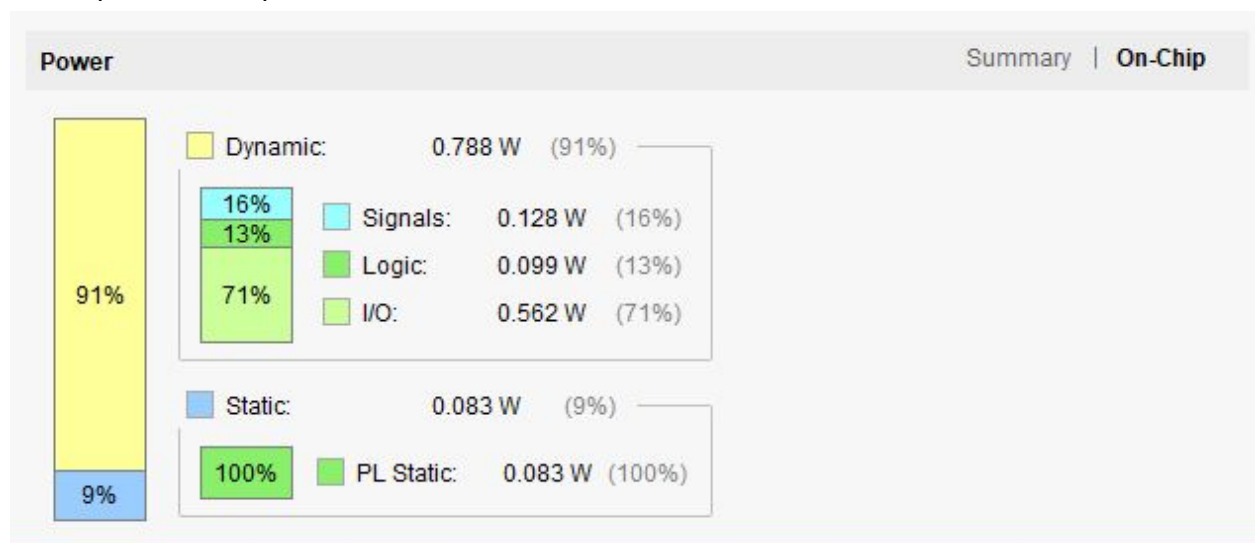 Power Summary | On-Chip
Dynamic: 0.788 W (91%)
16% Signals: 0.128 W (16%)
13%
Logic: 0.099 W (13%)
91% 71% I/O: 0.562 W (71%)
Static: 0.083 W (9%)
100% PL Static: 0.083 W (100%)
9%